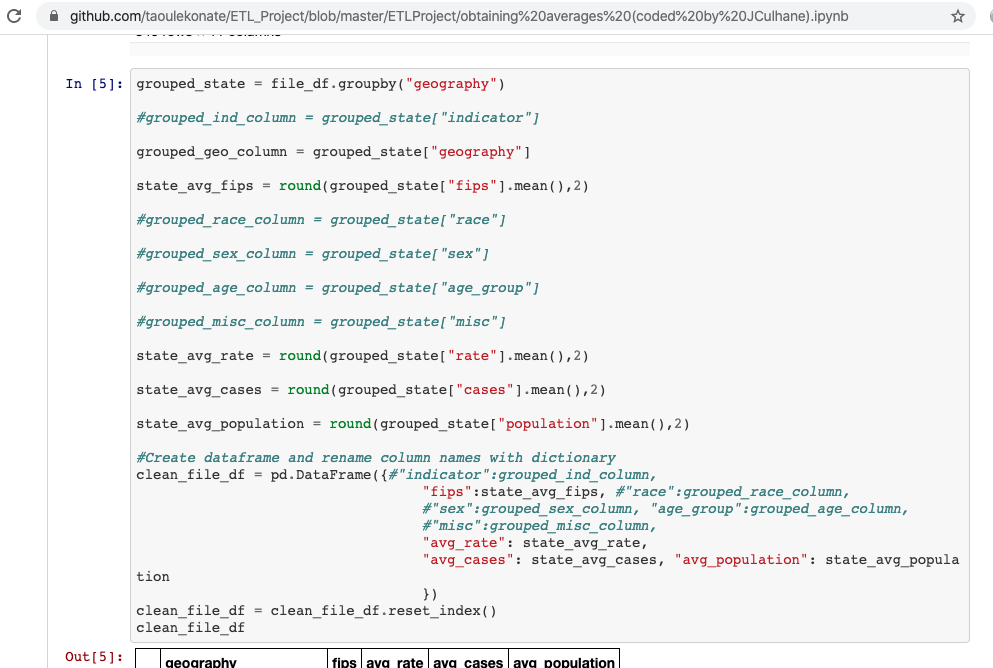 github.com/taoulekonate/ETL_Project/blob/master/ETLProject/obtaining%20averages%20(coded%20by%20JCulhane).ipynb
In [5]: grouped_state = file_df.groupby("geography")
#grouped_ind_column = grouped_state["indicator"]
grouped_geo_column = grouped_state["geography"]
state_avg_fips = round(grouped_state["fips"].mean(),2)
#grouped_race_column = grouped_state["race"]
#grouped_sex_column = grouped_state["sex"]
#grouped_age_column = grouped_state["age_group"]
#grouped_misc_column = grouped_state["misc"]
state_avg_rate = round(grouped_state["rate"].mean(),2)
state_avg_cases = round(grouped_state["cases"].mean(),2)
state_avg_population = round(grouped_state["population"].mean(),2)
#Create dataframe and rename column names with dictionary
clean_file_df = pd.DataFrame({#"indicator":grouped_ind_column,
"fips":state_avg_fips, #"race":grouped_race_column,
#"sex":grouped_sex_column, "age_group":grouped_age_column,
#"misc":grouped_misc_column,
"avg_rate": state_avg_rate,
"avg_cases": state_avg_cases, "avg_population": state_avg_popula
tion
})
clean_file_df = clean_file_df.reset_index()
clean_file_df
Out[5]: geography fips avg_rate avg_cases avg_population